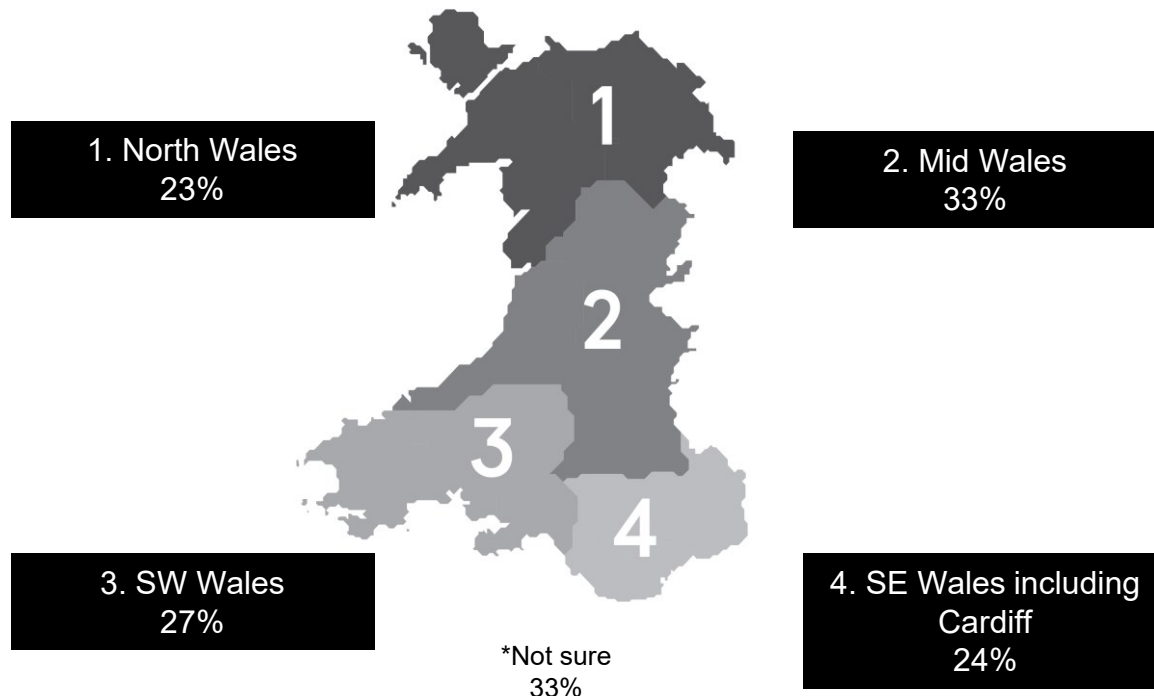 1
1. North Wales
23%
2. Mid Wales
33%
2
3
4
3. SW Wales
27%
4. SE Wales including
Cardiff
24%
*Not sure
33%